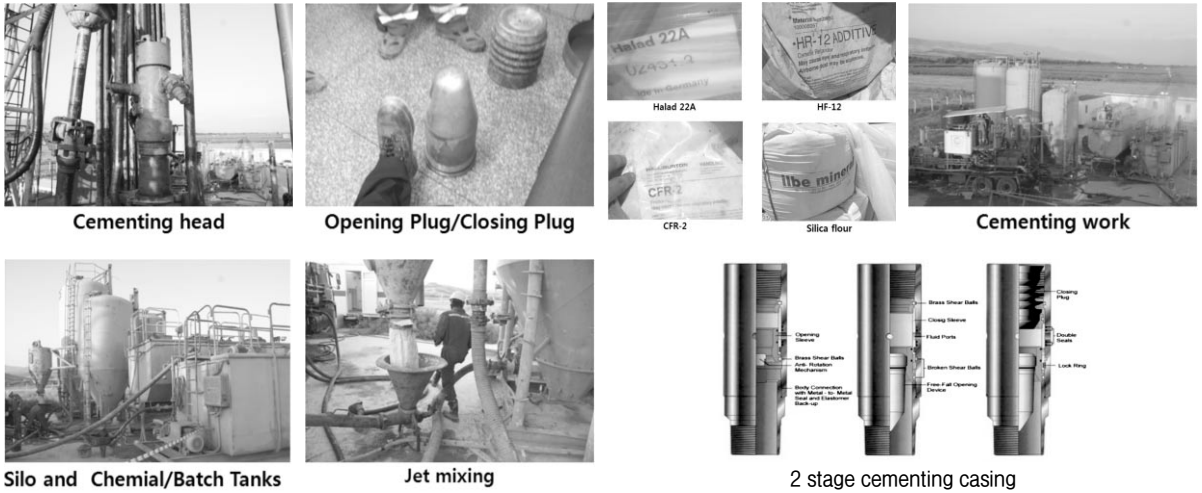 Halad 22A
Halad 22A
HR-12 ADDITIVE
HF-12
CFR-2
CFR-2
Ilbe mineral
Silica flour
Cementing head
Opening Plug/Closing Plug
Cementing work
Silo and Chemial/Batch Tanks
Jet mixing
Opening
Sleeve
Brass Shear Balls
Anti- Rotation
Mechanism
Body Connection
with Metal - to- Metal
Seal and Elastomer
Back-up
Brass Shear Balls
Closig Sleeve
Fluid Ports
Broken Shear Balls
Free-Fall Opening
Device
Closing
Plug
Double
Seals
Lock Ring
2 stage cementing casing